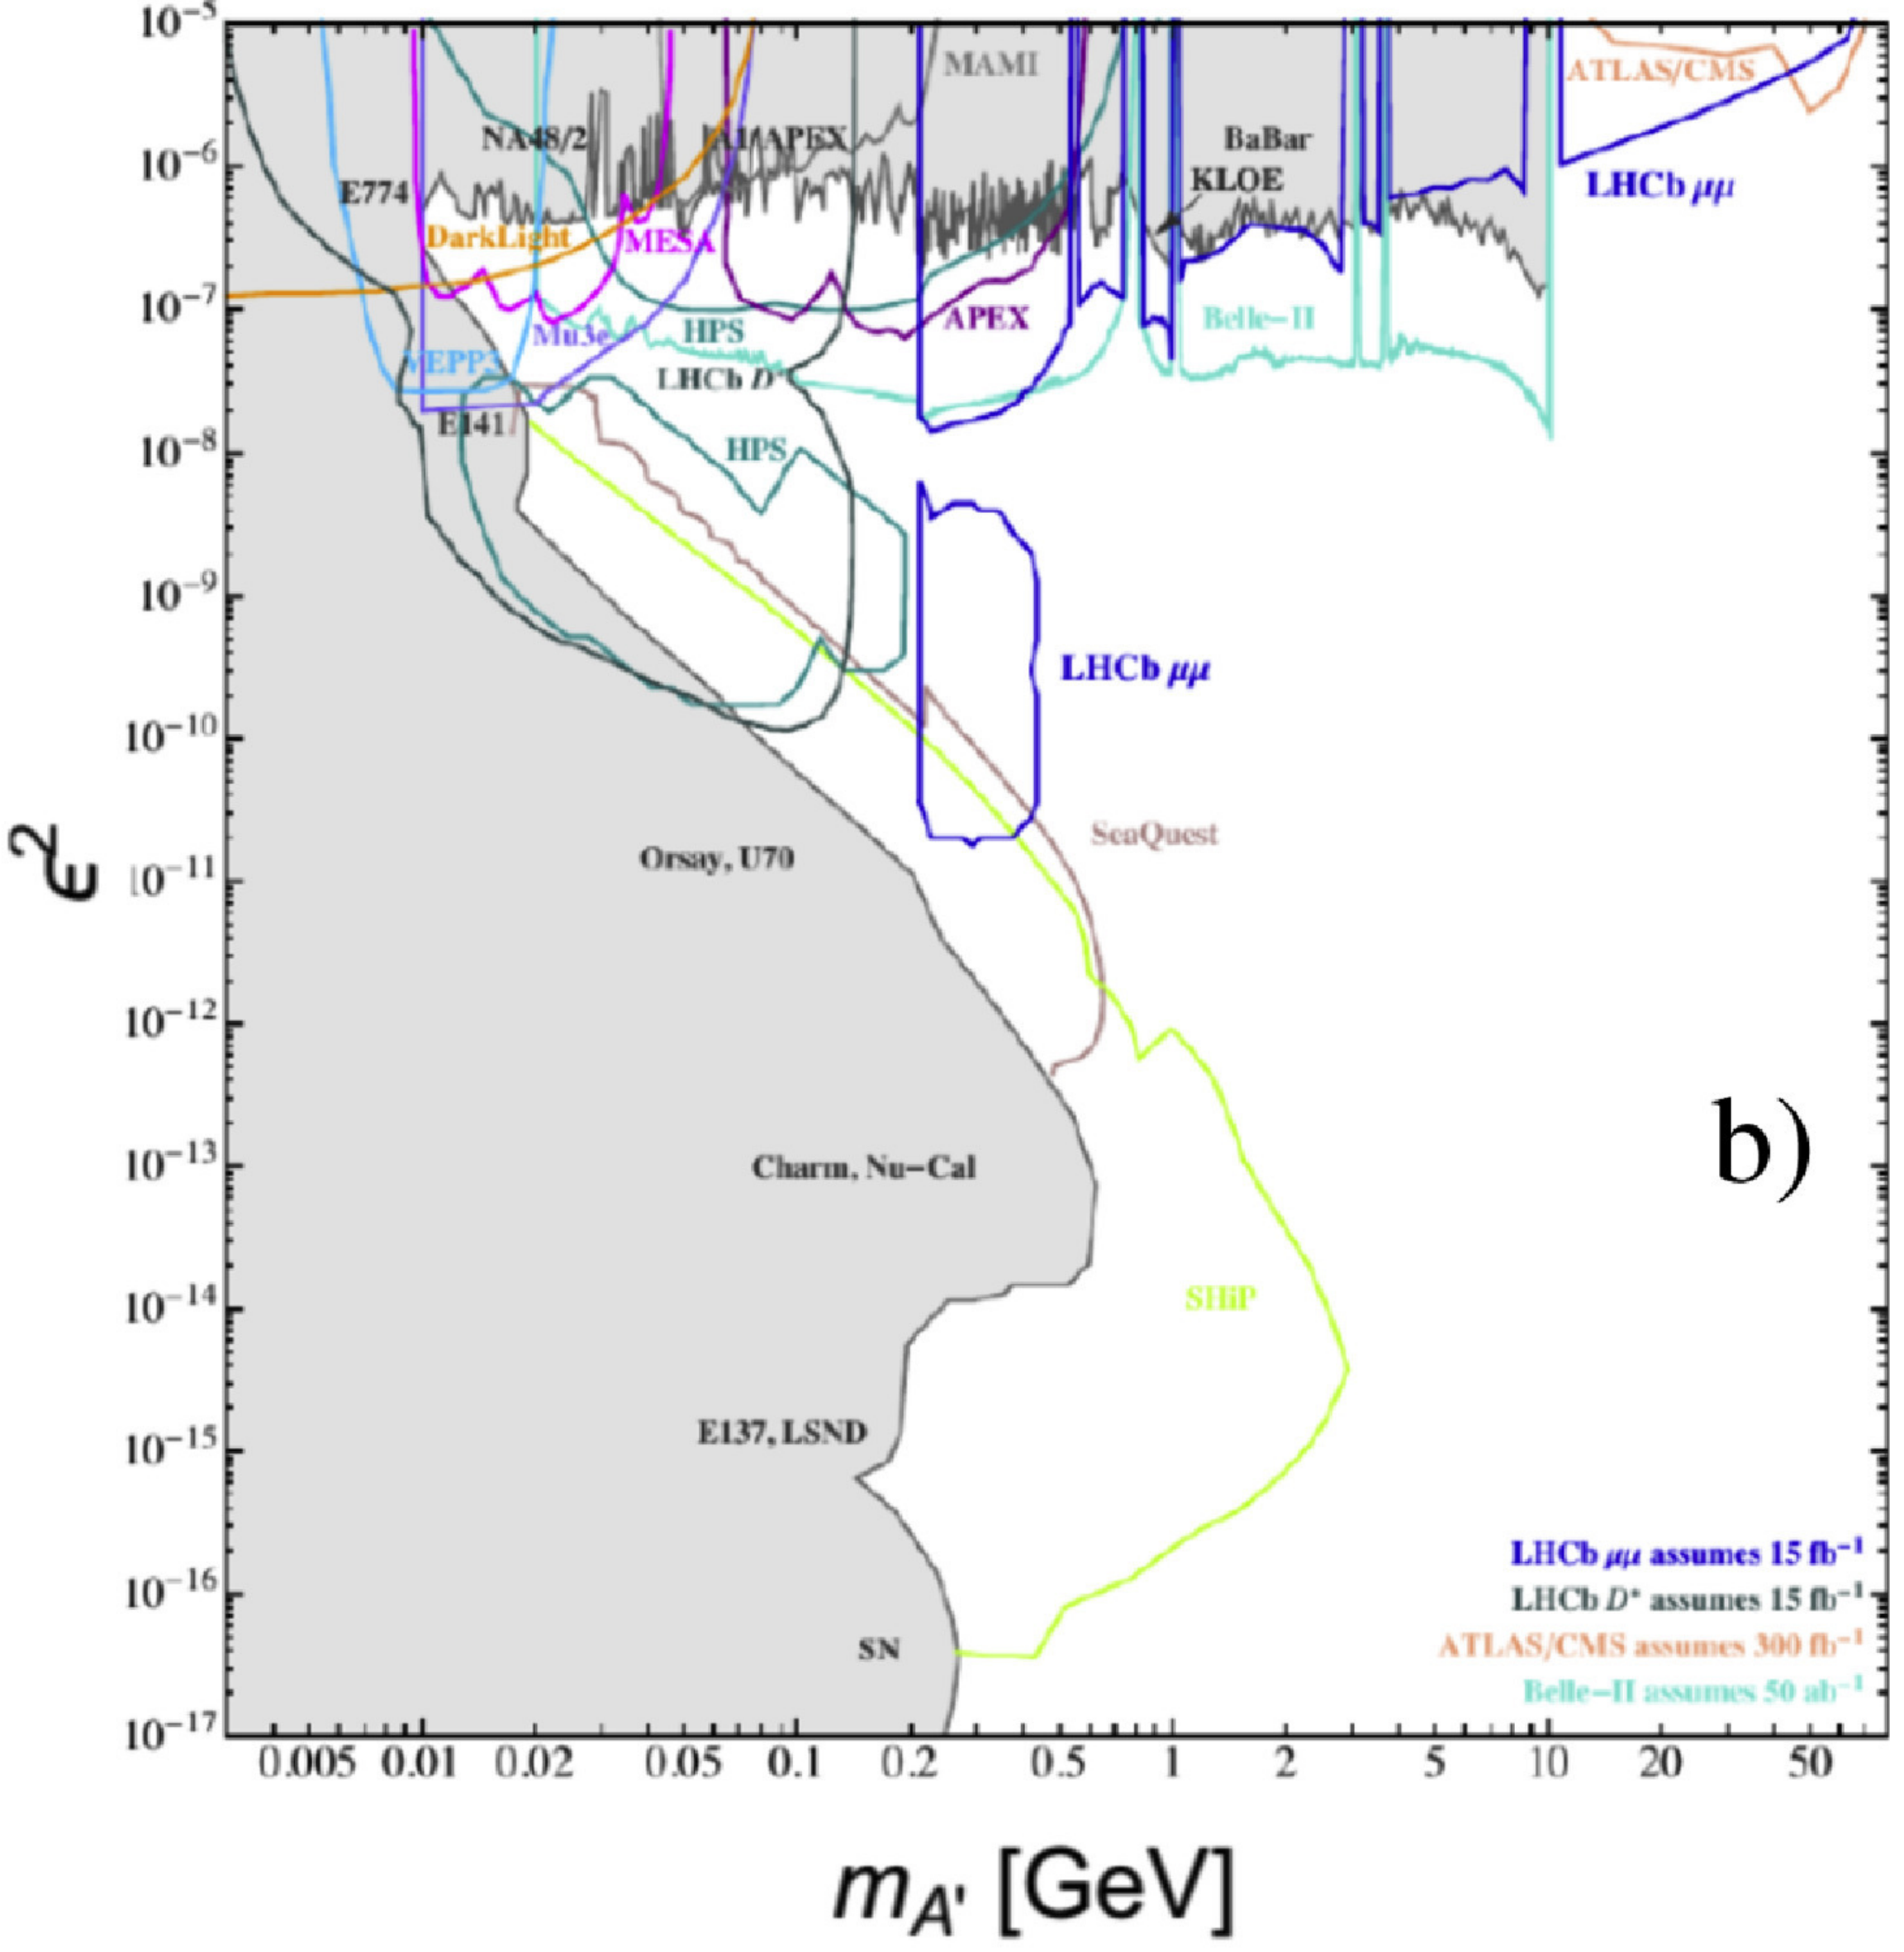 10⁻⁵
MAMI
ATLAS/CMS
NA48/2
A1/APEX
BaBar
10⁻⁶
E774
KLOE
LHCb μμ
DarkLight
MESA
10⁻⁷
Mu3e
HPS
APEX
Belle−II
VEPP3
LHCb D*
E141
10⁻⁸
HPS
10⁻⁹
LHCb μμ
10⁻¹⁰
SeaQuest
Orsay, U70
ϵ²
10⁻¹¹
10⁻¹²
10⁻¹³
Charm, Nu−Cal
b)
10⁻¹⁴
SHiP
E137, LSND
10⁻¹⁵
LHCb μμ assumes 15 fb⁻¹
10⁻¹⁶
LHCb D* assumes 15 fb⁻¹
SN
ATLAS/CMS assumes 300 fb⁻¹
Belle−II assumes 50 ab⁻¹
10⁻¹⁷
0.005 0.01 0.02 0.05 0.1 0.2 0.5 1 2 5 10 20 50
m_A' [GeV]